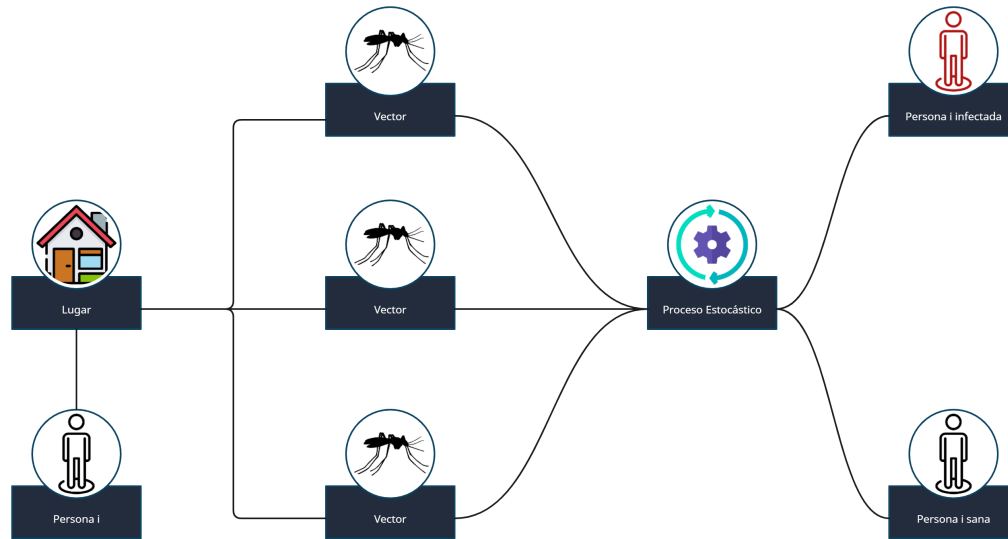 Vector
Persona i infectada
Lugar
Vector
Proceso Estocástico
Persona i
Vector
Persona i sana